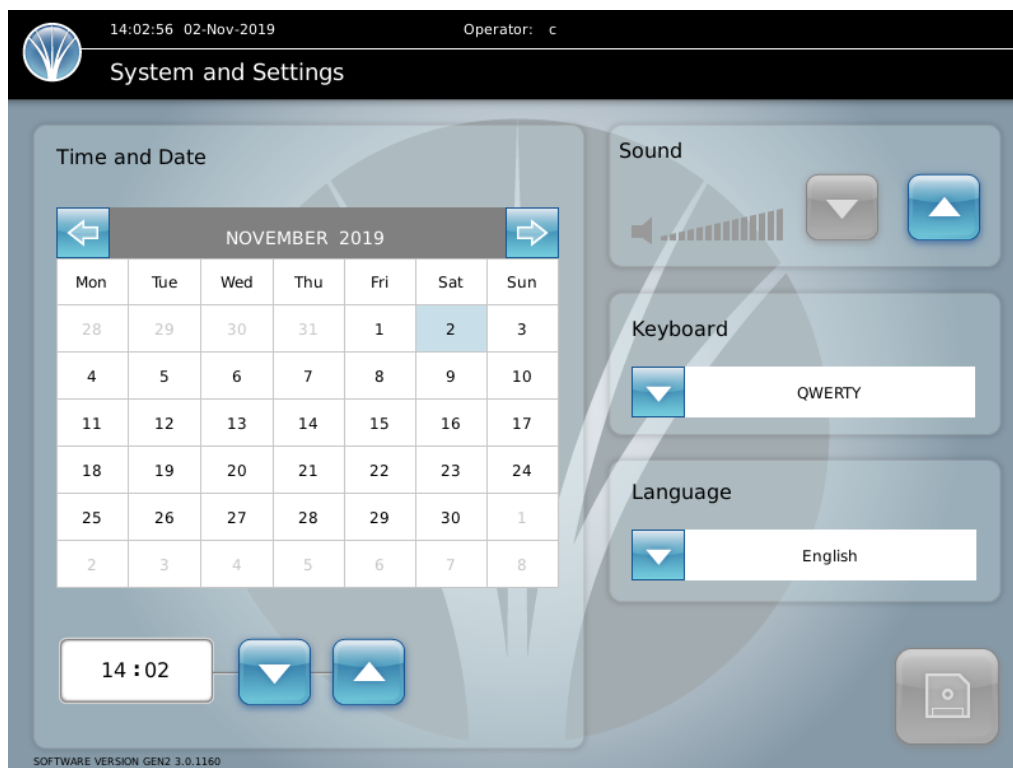 14:02:56 02-Nov-2019 Operator: c
System and Settings
Time and Date
NOVEMBER 2019
Mon Tue Wed Thu Fri Sat Sun
28 29 30 31 1 2 3
4 5 6 7 8 9 10
11 12 13 14 15 16 17
18 19 20 21 22 23 24
25 26 27 28 29 30 1
2 3 4 5 6 7 8
14:02
Sound
Keyboard
QWERTY
Language
English
SOFTWARE VERSION GEN2 3.0.1160